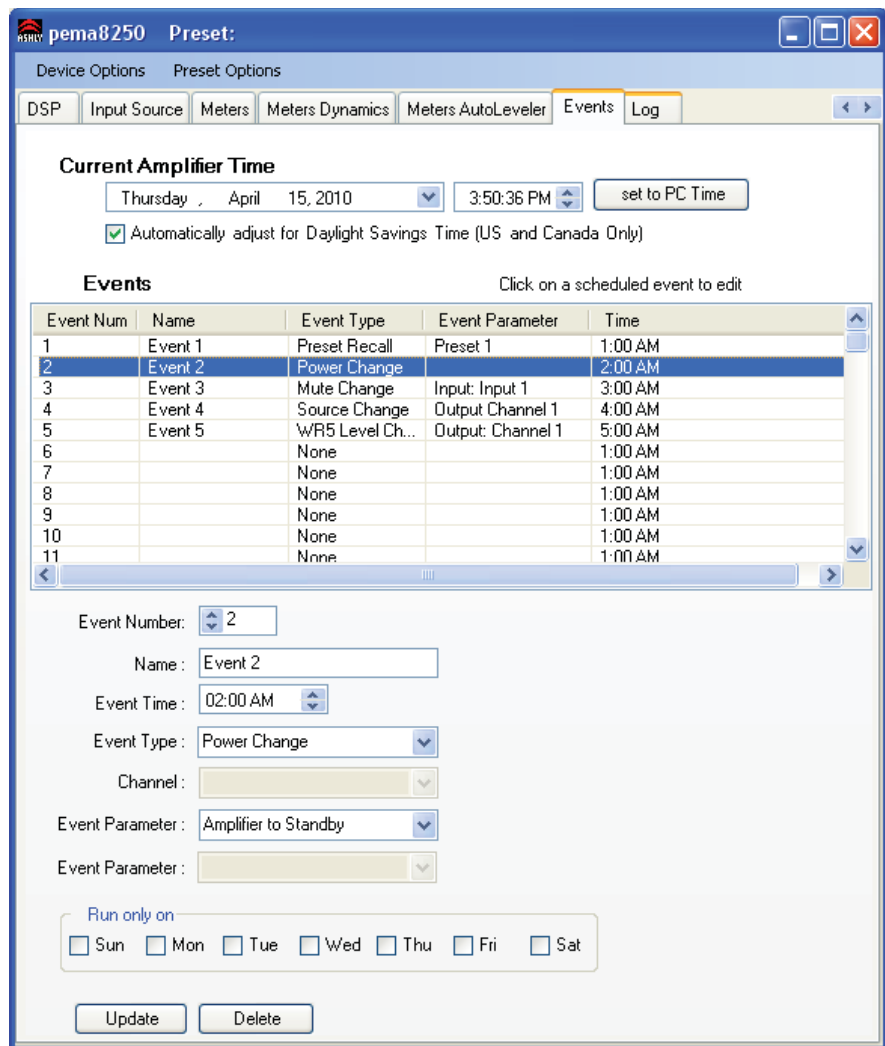 ASHLY pema8250 Preset:
Device Options Preset Options
DSP Input Source Meters Meters Dynamics Meters AutoLeveler Events Log
Current Amplifier Time
Thursday , April 15, 2010 3:50:36 PM set to PC Time
Automatically adjust for Daylight Savings Time (US and Canada Only)
Events Click on a scheduled event to edit
Event Num Name Event Type Event Parameter Time
1 Event 1 Preset Recall Preset 1 1:00 AM
2 Event 2 Power Change 2:00 AM
3 Event 3 Mute Change Input: Input 1 3:00 AM
4 Event 4 Source Change Output Channel 1 4:00 AM
5 Event 5 WR5 Level Ch... Output: Channel 1 5:00 AM
6 None 1:00 AM
7 None 1:00 AM
8 None 1:00 AM
9 None 1:00 AM
10 None 1:00 AM
11 None 1:00 AM
Event Number: 2
Name : Event 2
Event Time : 02:00 AM
Event Type : Power Change
Channel :
Event Parameter : Amplifier to Standby
Event Parameter :
Run only on
Sun Mon Tue Wed Thu Fri Sat
Update Delete